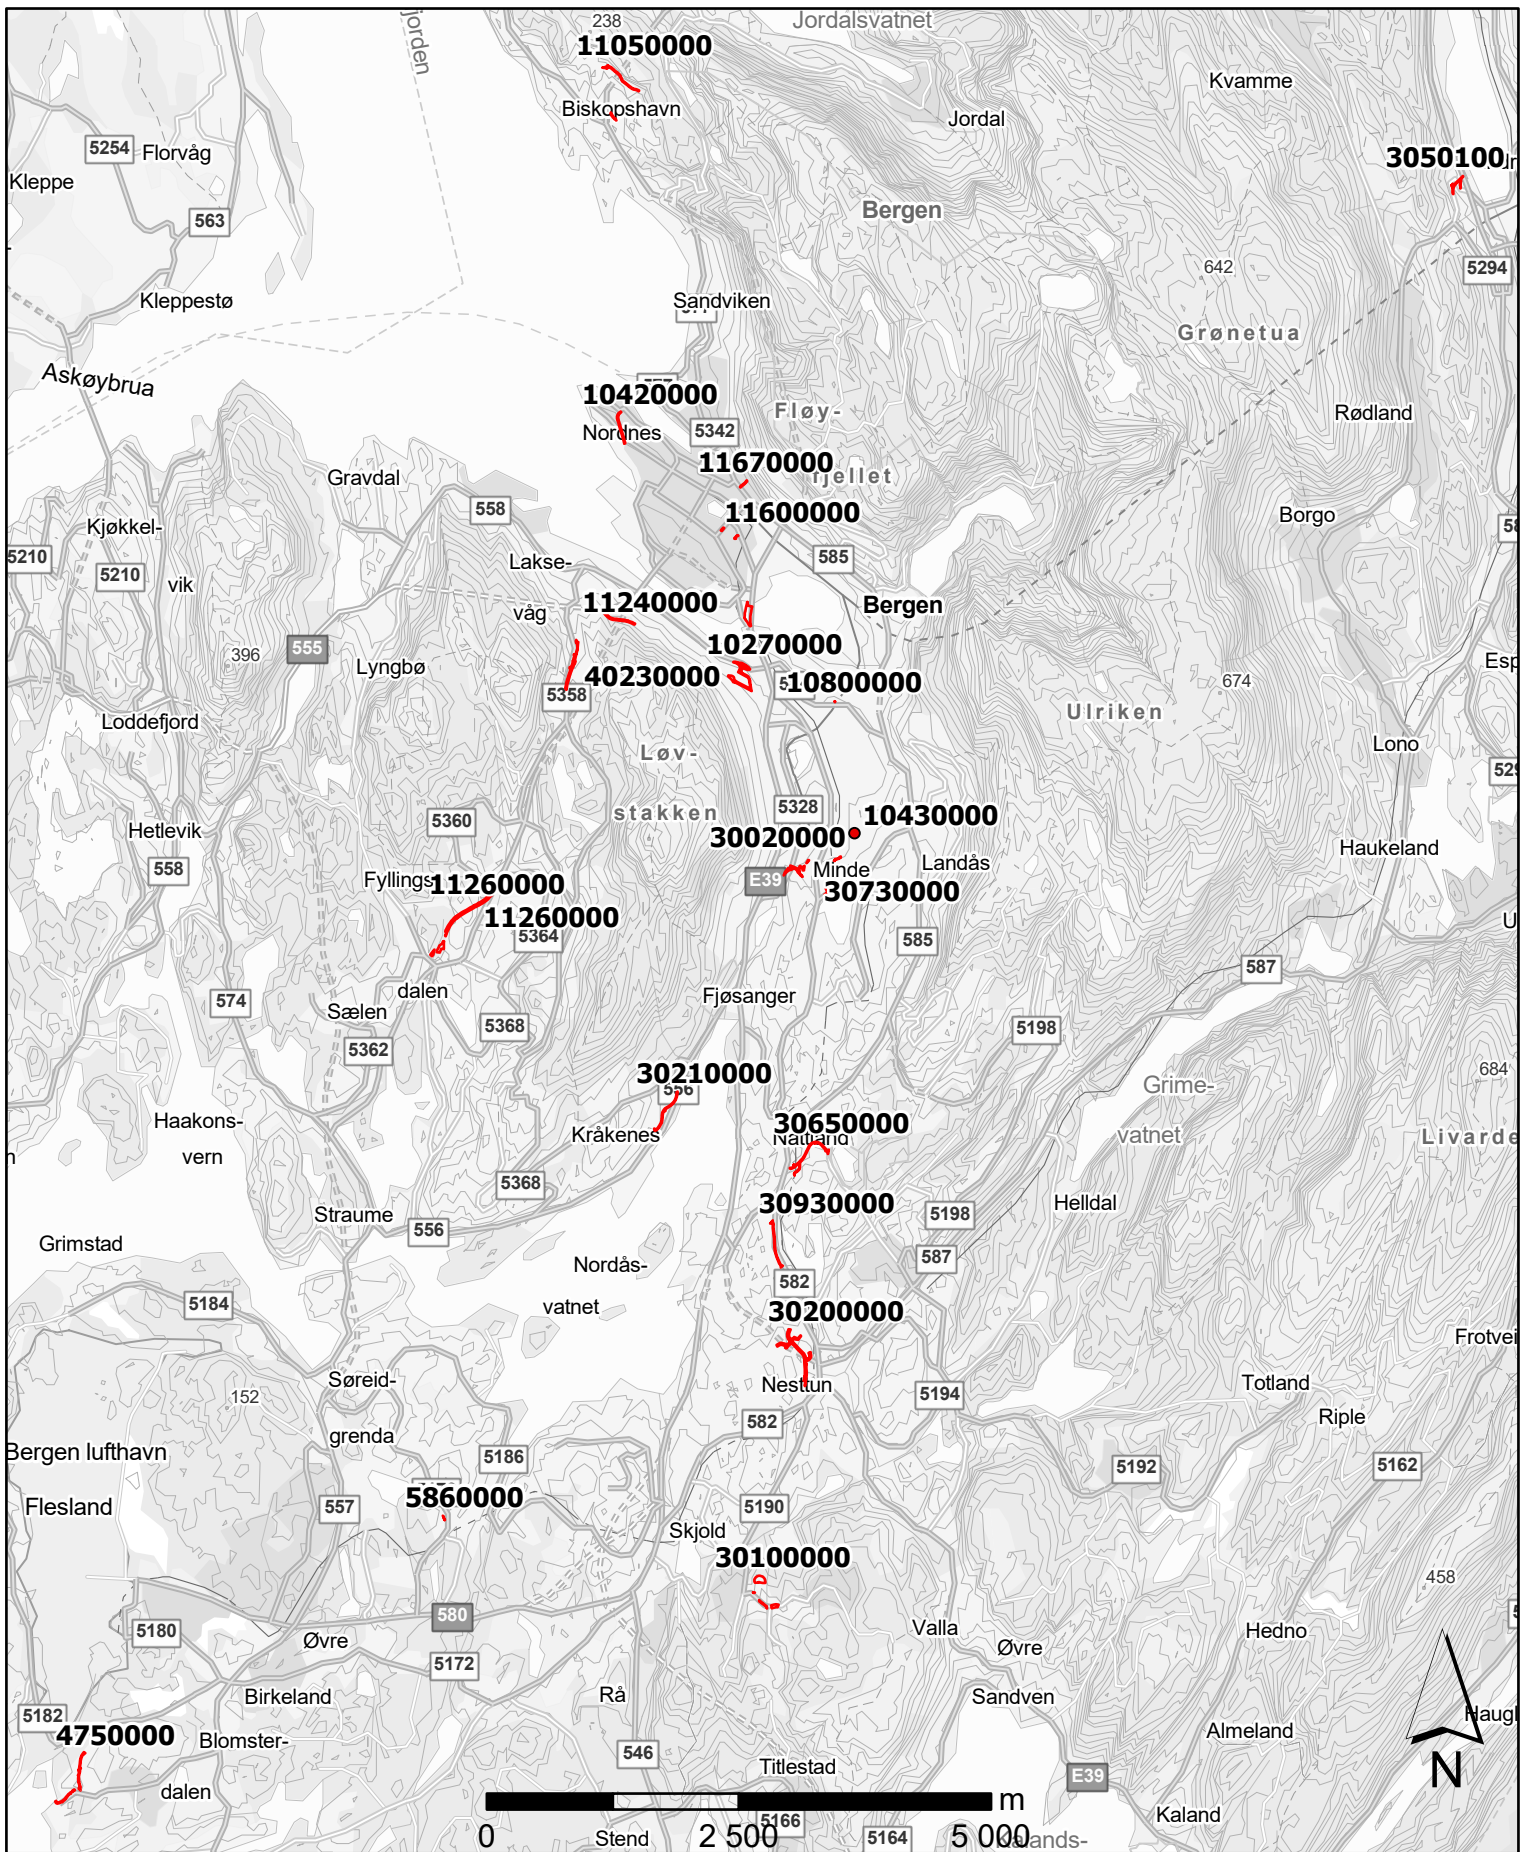 238
Jordalsvatnet
jorden
11050000
Kvamme
Biskopshavn
Jordal
5254
Florvåg
3050100
Kleppe
Bergen
563
642
5294
Kleppestø
Sandviken
Grønetua
Askøybrua
10420000
Fløy-
Rødland
Nordnes
5342
11670000
Gravdal
fjellet
558
11600000
Borgo
Kjøkkel-
5210
5210
585
Lakse-
vik
11240000
Bergen
våg
555
10270000
396
Lyngbø
40230000
10800000
674
5358
Ulriken
Loddefjord
Løv-
Lono
stakken
5328
10430000
5360
Hetlevik
30020000
Haukeland
558
Minde
Landås
Fyllings
11260000
E39
30730000
11260000
5364
585
587
dalen
Fjøsanger
574
Sælen
5368
5198
5362
684
30210000
556
Grime-
Haakons-
30650000
vern
Kråkenes
Nattland
vatnet
Livarde
5368
30930000
Helldal
Straume
556
5198
Grimstad
587
Nordås-
582
5184
vatnet
30200000
Frotvei
Søreid-
Nesttun
Totland
152
5194
Riple
582
grenda
Bergen lufthavn
5186
5192
5162
5860000
Flesland
557
5190
Skjold
30100000
458
580
5180
Valla
Hedno
Øvre
Øvre
5172
Birkeland
Rå
Sandven
5182
4750000
Blomster-
Almeland
Haugl
546
Titlestad
N
dalen
E39
m
Kaland
5166
0
Stend
2 500
5164
5 000
Kalands-